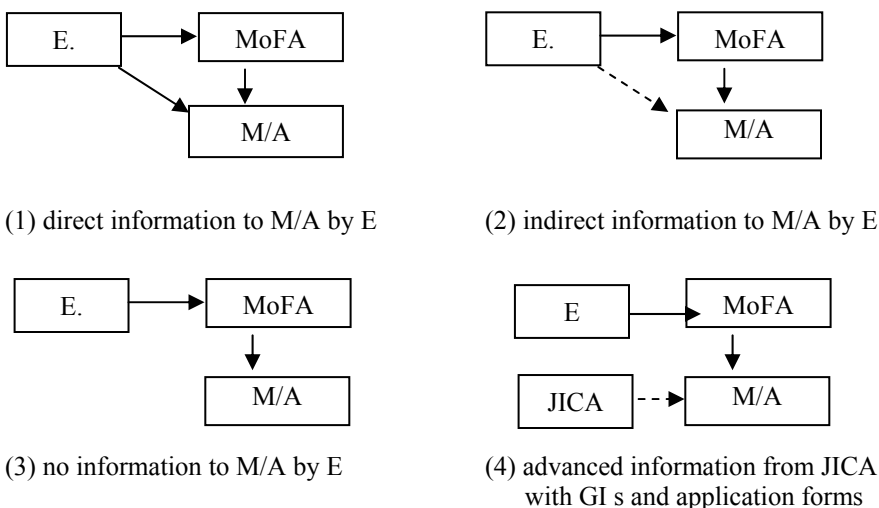 E.
MoFA
M/A
(1) direct information to M/A by E
E.
MoFA
M/A
(2) indirect information to M/A by E
E.
MoFA
M/A
(3) no information to M/A by E
E
MoFA
JICA
M/A
(4) advanced information from JICA
with GI s and application forms